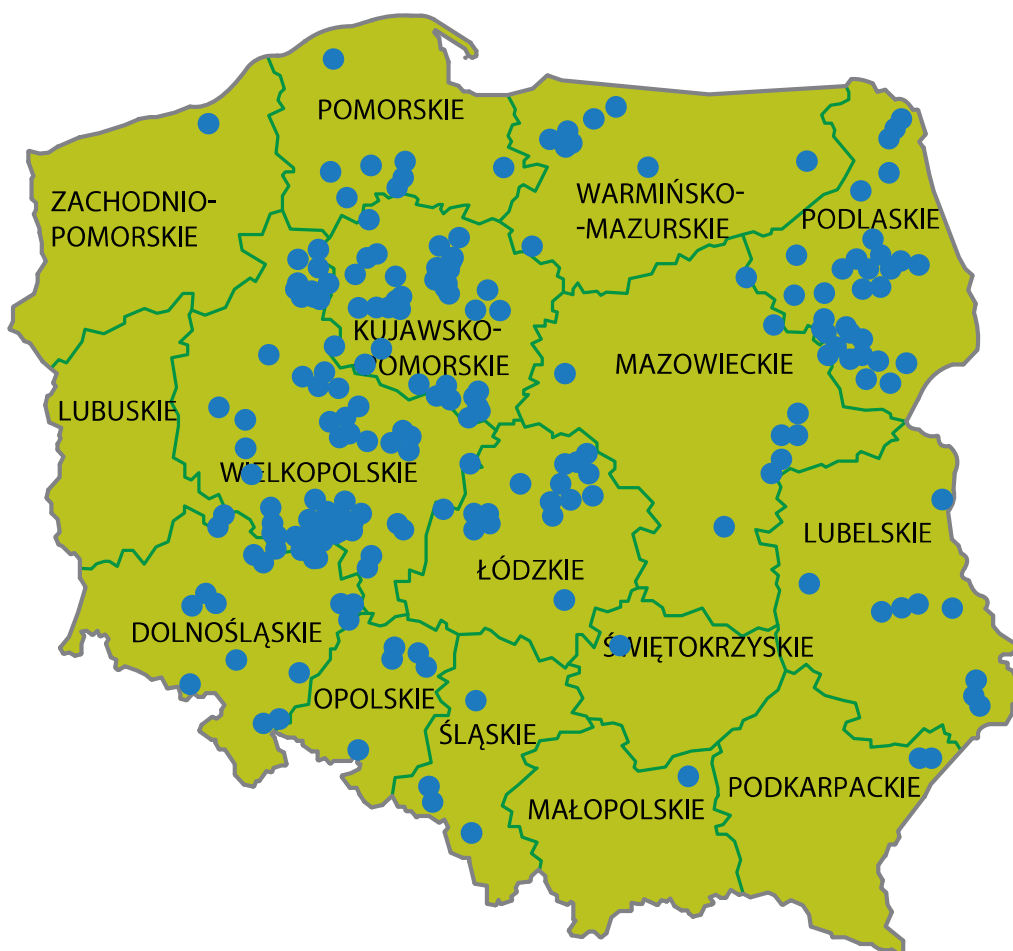 POMORSKIE
ZACHODNIO-
POMORSKIE
WARMIŃSKO-
-MAZURSKIE
PODLASKIE
KUJAWSKO-
POMORSKIE
MAZOWIECKIE
LUBUSKIE
WIELKOPOLSKIE
ŁÓDZKIE
LUBELSKIE
DOLNOŚLĄSKIE
ŚWIĘTOKRZYSKIE
OPOLSKIE
ŚLĄSKIE
MAŁOPOLSKIE
PODKARPACKIE